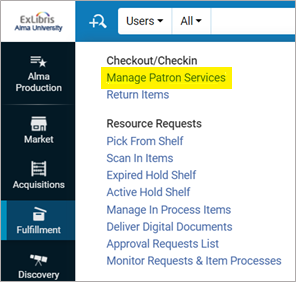 ExLibris
Alma University
Users
All
Alma
Production
Market
Acquisitions
Fulfillment
Discovery
Checkout/Checkin
Manage Patron Services
Return Items
Resource Requests
Pick From Shelf
Scan In Items
Expired Hold Shelf
Active Hold Shelf
Manage In Process Items
Deliver Digital Documents
Approval Requests List
Monitor Requests & Item Processes